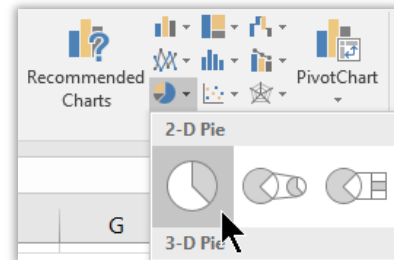 Recommended
Charts
PivotChart
2-D Pie
G
3-D Pie